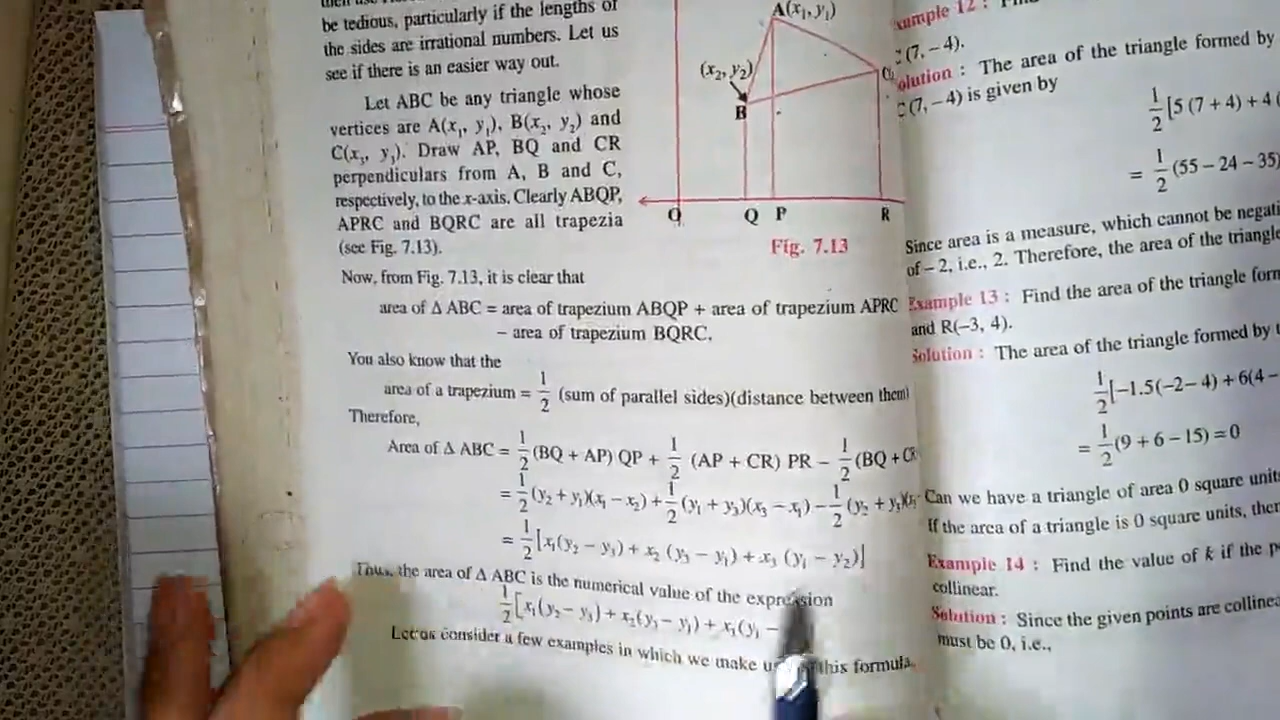 be tedious, particularly if the lengths of
the sides are irrational numbers. Let us
see if there is an easier way out.
Let ABC be any triangle whose
vertices are A(x₁, y₁), B(x₂, y₂) and
C(x₃, y₃). Draw AP, BQ and CR
perpendiculars from A, B and C,
respectively, to the x-axis. Clearly ABQP,
APRC and BQRC are all trapezia
(see Fig. 7.13).
A(x₁, y₁)
(x₂, y₂)
B
C
O Q P R
Fig. 7.13
Now, from Fig. 7.13, it is clear that
area of Δ ABC = area of trapezium ABQP + area of trapezium APRC
– area of trapezium BQRC.
You also know that the
area of a trapezium = 1/2 (sum of parallel sides)(distance between them)
Therefore,
Area of Δ ABC = 1/2 (BQ + AP) QP + 1/2 (AP + CR) PR – 1/2 (BQ + CR
= 1/2 (y₂ + y₁)(x₁ – x₂) + 1/2 (y₁ + y₃)(x₃ – x₁) – 1/2 (y₂ + y₃)(x₃
= 1/2 [x₁(y₂ – y₃) + x₂ (y₃ – y₁) + x₃ (y₁ – y₂)]
Thus, the area of Δ ABC is the numerical value of the expression
1/2 [x₁(y₂ – y₃) + x₂(y₃ – y₁) + x₃(y₁ –
Let us consider a few examples in which we make use of this formula.
Example 12 :
C(7, – 4).
Solution : The area of the triangle formed by
C(7, – 4) is given by
1/2 [5 (7 + 4) + 4 (
= 1/2 (55 – 24 – 35)
Since area is a measure, which cannot be negati
of – 2, i.e., 2. Therefore, the area of the triangle
Example 13 : Find the area of the triangle form
and R(–3, 4).
Solution : The area of the triangle formed by t
1/2 [–1.5(–2 – 4) + 6(4 –
= 1/2 (9 + 6 – 15) = 0
Can we have a triangle of area 0 square units
If the area of a triangle is 0 square units, then
Example 14 : Find the value of k if the p
collinear.
Solution : Since the given points are collinea
must be 0, i.e.,